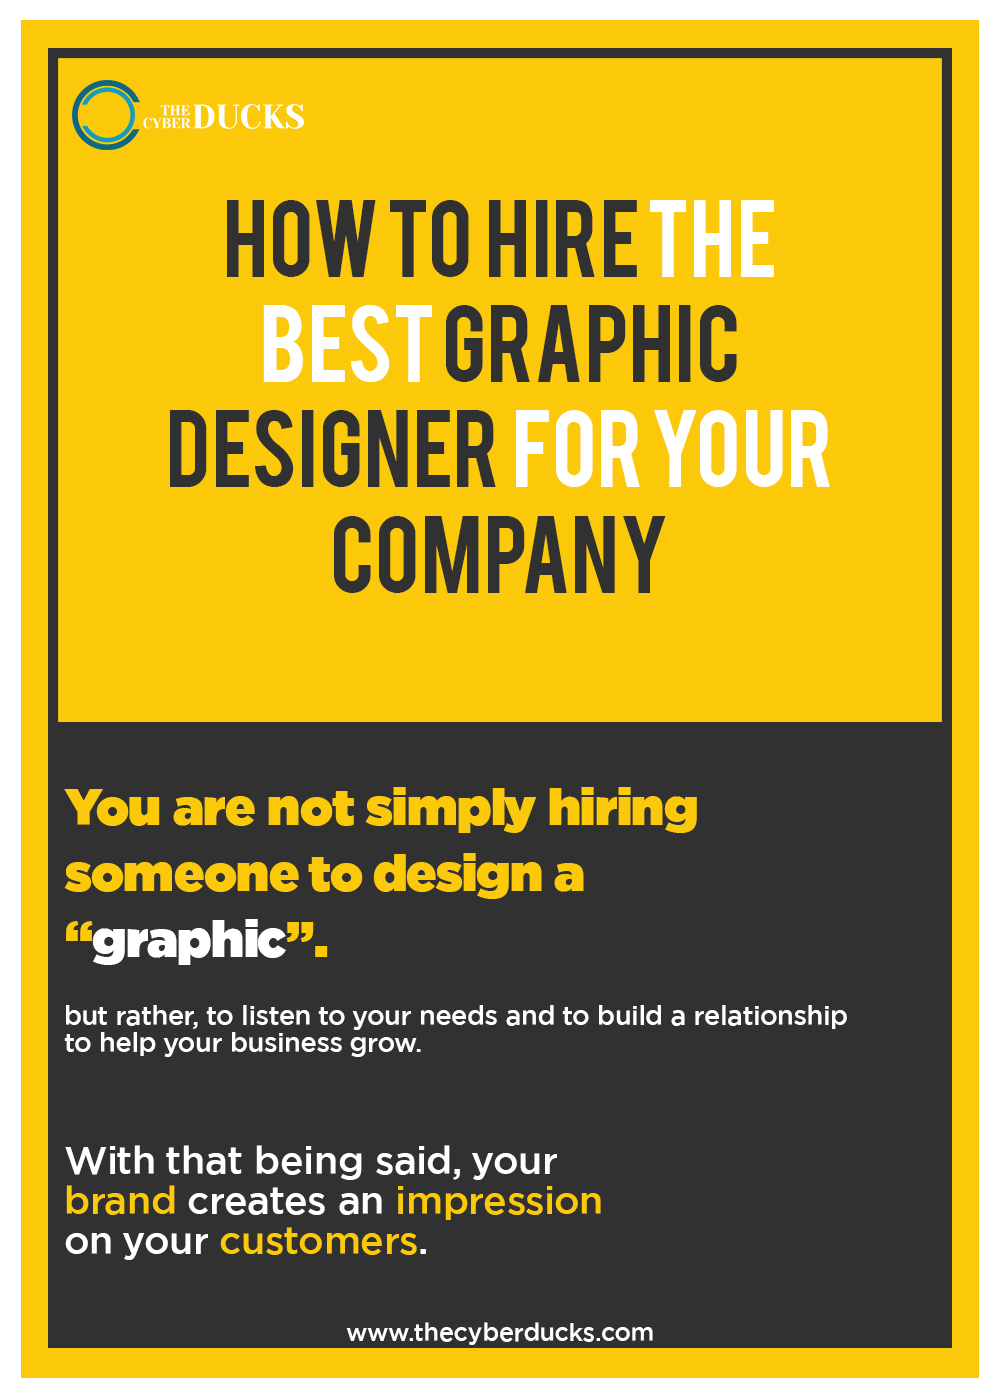 THE
CYBER DUCKS
HOW TO HIRE THE
BEST GRAPHIC
DESIGNER FOR YOUR
COMPANY
You are not simply hiring
someone to design a
“graphic”.
but rather, to listen to your needs and to build a relationship
to help your business grow.
With that being said, your
brand creates an impression
on your customers.
www.thecyberducks.com